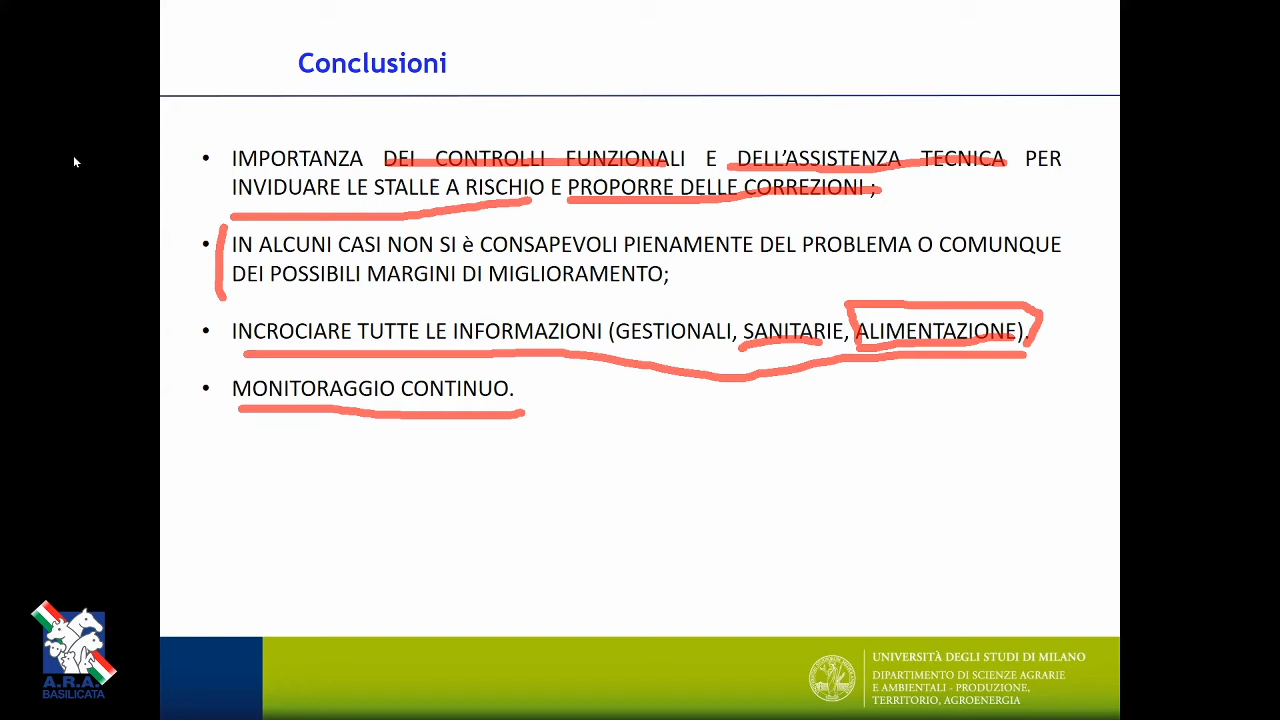 Conclusioni
• IMPORTANZA DEI CONTROLLI FUNZIONALI E DELL'ASSISTENZA TECNICA PER
INVIDUARE LE STALLE A RISCHIO E PROPORRE DELLE CORREZIONI ;
• IN ALCUNI CASI NON SI è CONSAPEVOLI PIENAMENTE DEL PROBLEMA O COMUNQUE
DEI POSSIBILI MARGINI DI MIGLIORAMENTO;
• INCROCIARE TUTTE LE INFORMAZIONI (GESTIONALI, SANITARIE, ALIMENTAZIONE).
• MONITORAGGIO CONTINUO.
A.R.A.
BASILICATA
UNIVERSITÀ DEGLI STUDI DI MILANO
DIPARTIMENTO DI SCIENZE AGRARIE
E AMBIENTALI - PRODUZIONE,
TERRITORIO, AGROENERGIA